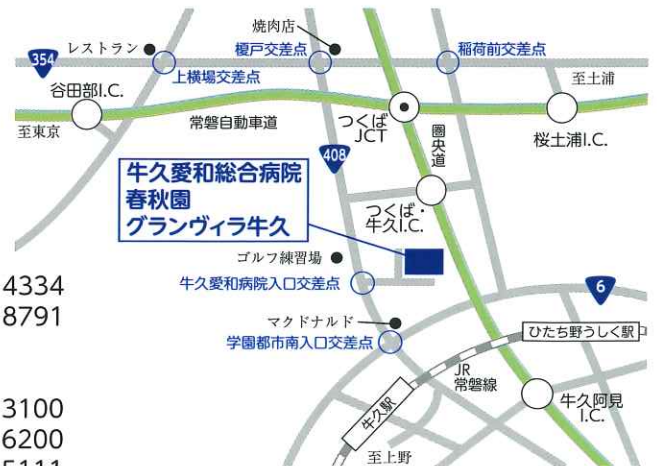 焼肉店
レストラン
榎戸交差点
稲荷前交差点
354
上横場交差点
谷田部I.C.
至土浦
至東京
常磐自動車道
つくば
JCT
圏央道
桜土浦I.C.
408
牛久愛和総合病院
春秋園
グランヴィラ牛久
つくば・
牛久I.C.
ゴルフ練習場
牛久愛和病院入口交差点
4334
8791
6
マクドナルド
学園都市南入口交差点
ひたち野うしく駅
JR
常磐線
牛久駅
牛久阿見
I.C.
3100
6200
至上野
5111